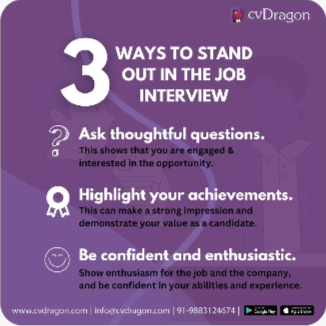 cvDragon
3 WAYS TO STAND
OUT IN THE JOB
INTERVIEW
Ask thoughtful questions.
This shows that you are engaged &
interested in the opportunity.
Highlight your achievements.
This can make a strong impression and
demonstrate your value as a candidate.
Be confident and enthusiastic.
Show enthusiasm for the job and the company,
and be confident in your abilities and experience.
www.cvdragon.com | info@cvdragon.com | 91-9883124674 | Google Play App Store